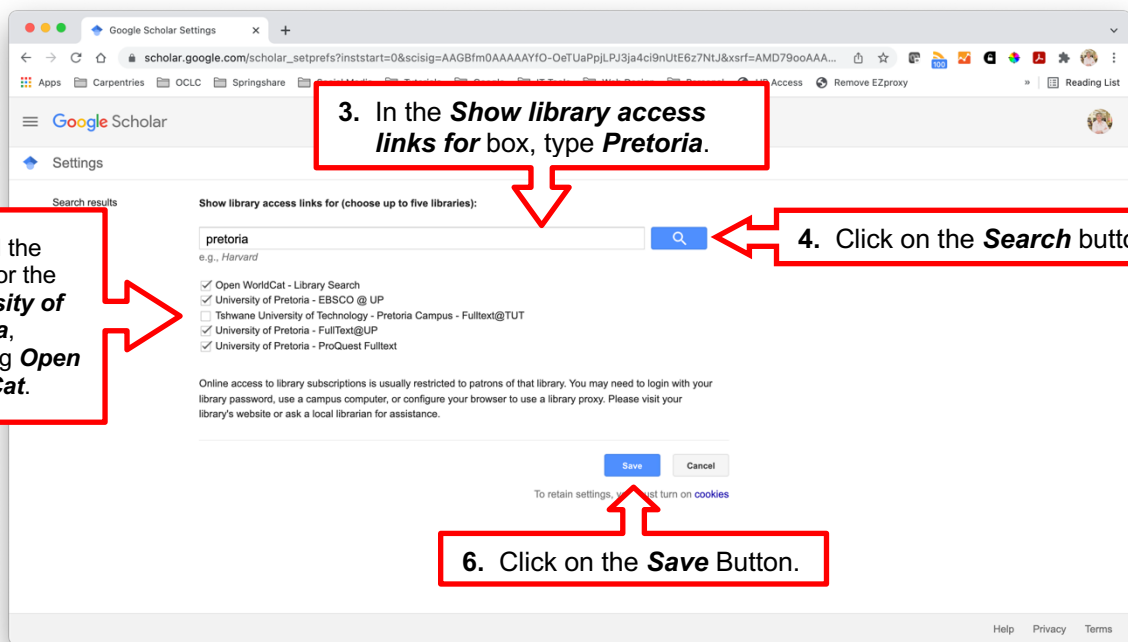 Google Scholar Settings
scholar.google.com/scholar_setprefs?inststart=0&scisig=AAGBfm0AAAAAYfO-OeTUaPpjLPJ3ja4ci9nUtE6z7NtJ&xsrf=AMD79ooAAA...
100
Apps Carpentries OCLC Springshare Access Remove EZproxy » Reading List
Google Scholar
3. In the Show library access
links for box, type Pretoria.
Settings
Search results
Show library access links for (choose up to five libraries):
pretoria
e.g., Harvard
4. Click on the Search butto
the
or the
sity of
a,
g Open
Cat.
Open WorldCat - Library Search
University of Pretoria - EBSCO @ UP
Tshwane University of Technology - Pretoria Campus - Fulltext@TUT
University of Pretoria - FullText@UP
University of Pretoria - ProQuest Fulltext
Online access to library subscriptions is usually restricted to patrons of that library. You may need to login with your
library password, use a campus computer, or configure your browser to use a library proxy. Please visit your
library's website or ask a local librarian for assistance.
Save Cancel
To retain settings, must turn on cookies
6. Click on the Save Button.
Help Privacy Terms